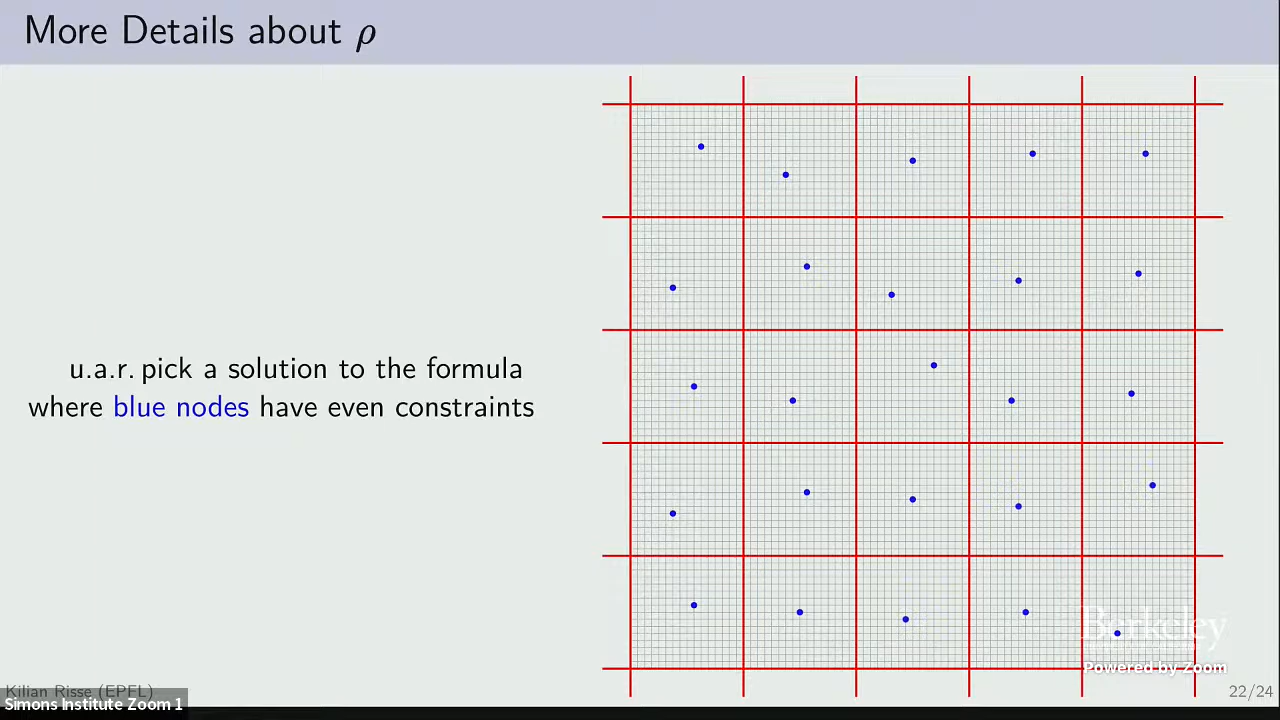 More Details about ρ
u.a.r. pick a solution to the formula
where blue nodes have even constraints
Berkeley
Powered by Zoom
Kilian Risse (EPFL)
22/24
Simons Institute Zoom 1